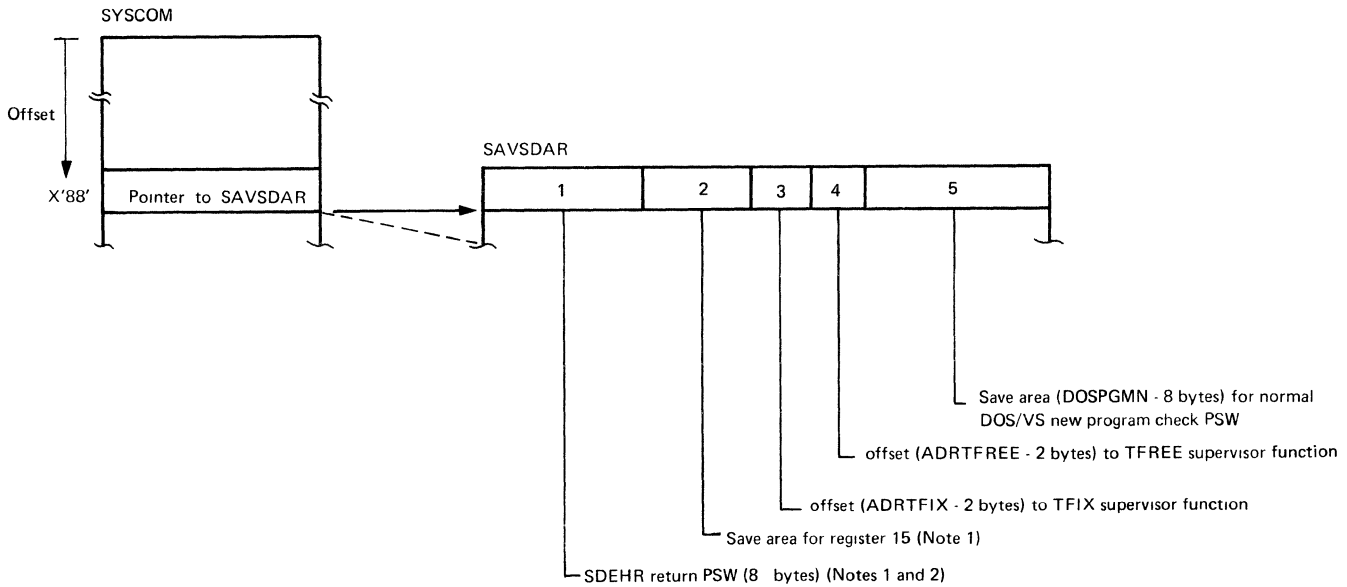 SYSCOM
Offset
X'88'
Pointer to SAVSDAR
SAVSDAR
1 2 3 4 5
Save area (DOSPGMN - 8 bytes) for normal
DOS/VS new program check PSW
offset (ADRTFREE - 2 bytes) to TFREE supervisor function
offset (ADRTFIX - 2 bytes) to TFIX supervisor function
Save area for register 15 (Note 1)
SDEHR return PSW (8 bytes) (Notes 1 and 2)